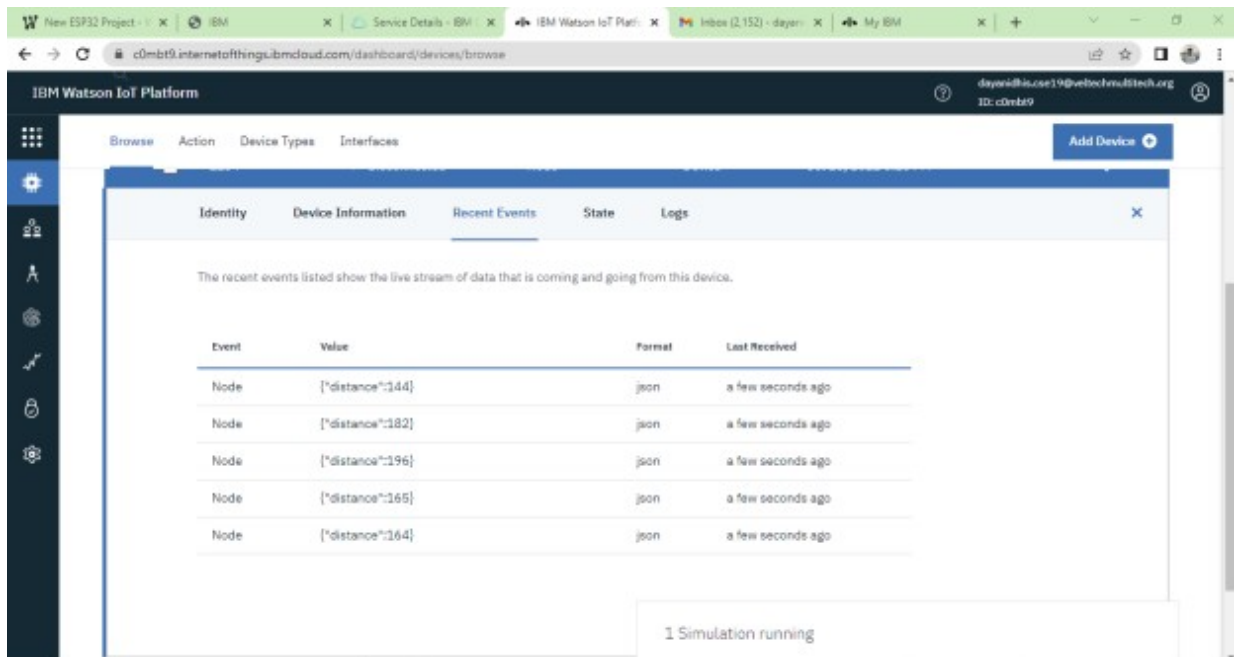 New ESP32 Project - IBM Service Details - IBM IBM Watson IoT Platf Inbox (2,152) - dayan My IBM
c0mbt9.internetofthings.ibmcloud.com/dashboard/devices/browse
IBM Watson IoT Platform
dayanidhis.cse19@veltechmultitech.org
ID: c0mbt9
Browse Action Device Types Interfaces Add Device
Identity Device Information Recent Events State Logs
The recent events listed show the live stream of data that is coming and going from this device.
Event Value Format Last Received
Node {"distance":144} json a few seconds ago
Node {"distance":182} json a few seconds ago
Node {"distance":196} json a few seconds ago
Node {"distance":165} json a few seconds ago
Node {"distance":164} json a few seconds ago
1 Simulation running